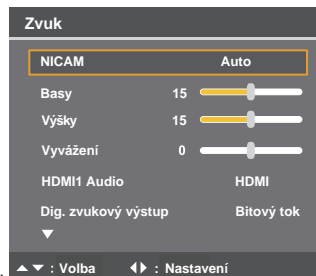 Zvuk
NICAM Auto
Basy 15
Výšky 15
Vyvážení 0
HDMI1 Audio HDMI
Dig. zvukový výstup Bitový tok
▼
▲▼ : Volba ◄► : Nastavení